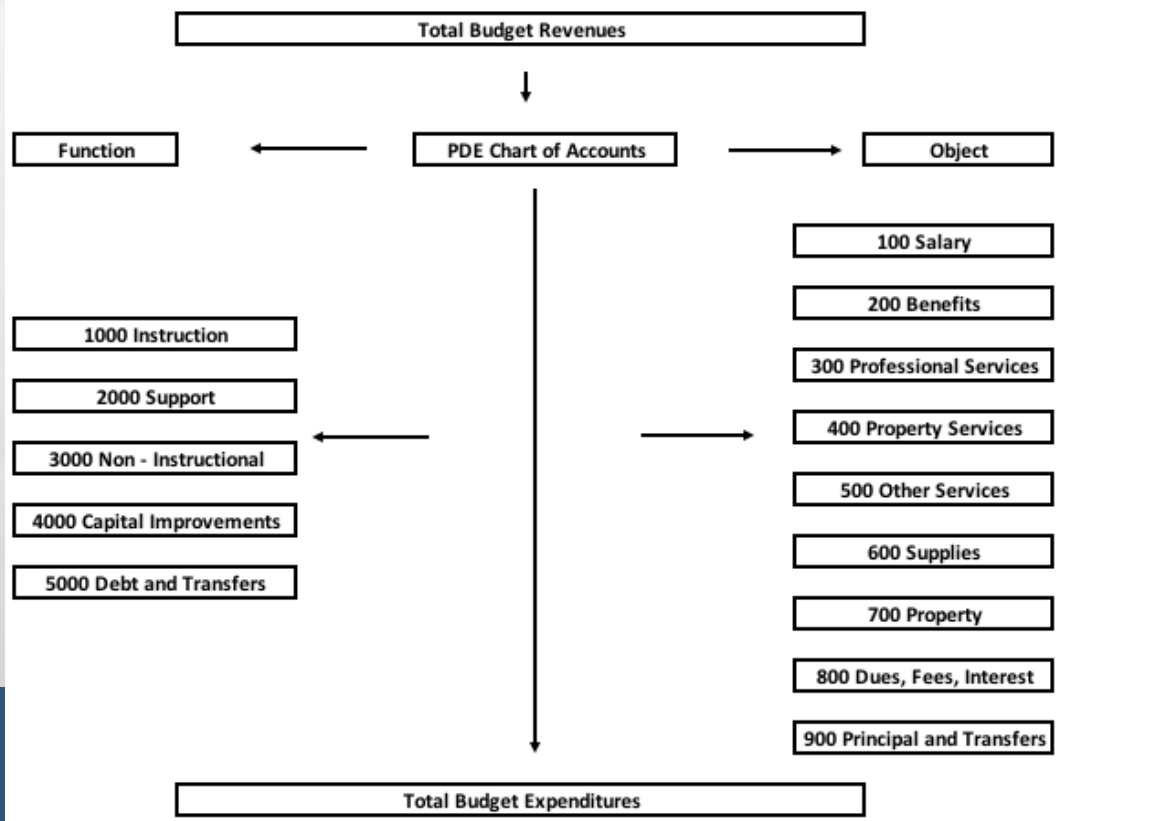 Total Budget Revenues
Function
PDE Chart of Accounts
Object
100 Salary
200 Benefits
300 Professional Services
400 Property Services
500 Other Services
600 Supplies
700 Property
800 Dues, Fees, Interest
900 Principal and Transfers
1000 Instruction
2000 Support
3000 Non - Instructional
4000 Capital Improvements
5000 Debt and Transfers
Total Budget Expenditures